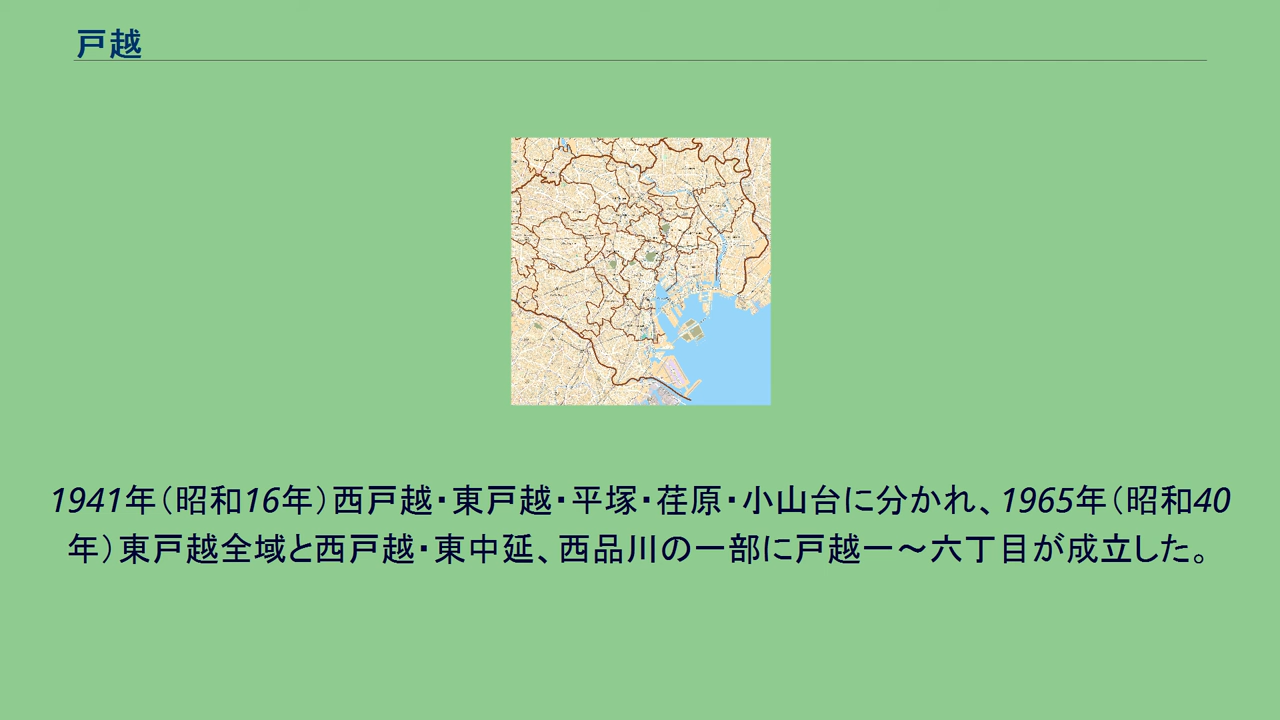 戸越
1941年（昭和16年）西戸越・東戸越・平塚・荏原・小山台に分かれ、1965年（昭和40
年）東戸越全域と西戸越・東中延、西品川の一部に戸越一～六丁目が成立した。